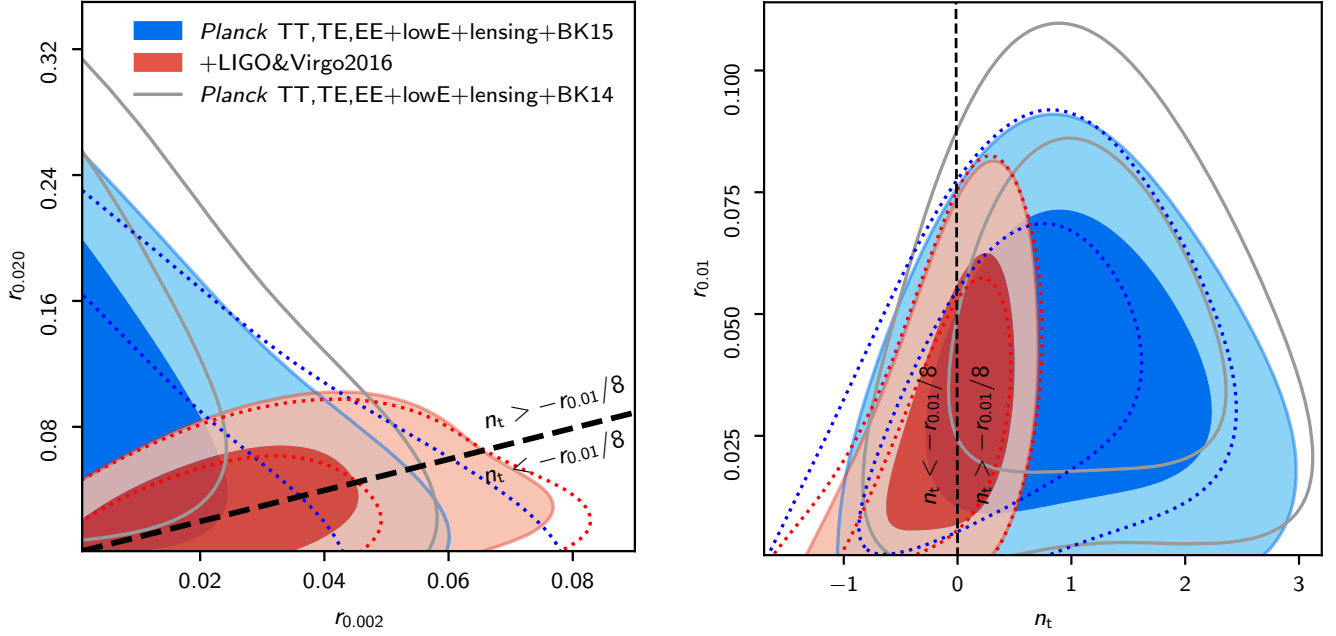 Planck TT,TE,EE+lowE+lensing+BK15
+LIGO&Virgo2016
Planck TT,TE,EE+lowE+lensing+BK14
0.32
0.24
0.16
0.08
r0.020
nt > −r0.01/8
nt < −r0.01/8
0.02
0.04
0.06
0.08
r0.002
0.100
0.075
0.050
0.025
r0.01
nt < −r0.01/8
nt > −r0.01/8
−1
0
1
2
3
nt